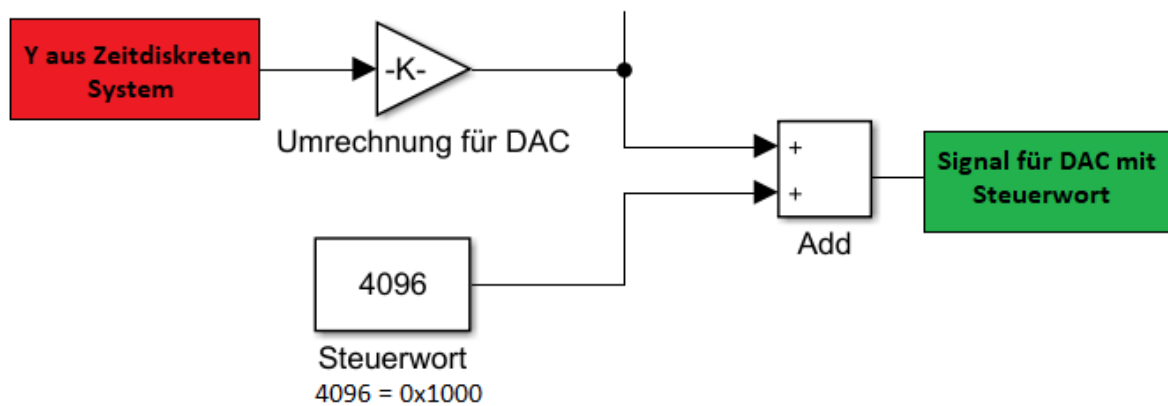 Y aus Zeitdiskreten
System
-K-
Umrechnung für DAC
+
+
Add
Signal für DAC mit
Steuerwort
4096
Steuerwort
4096 = 0x1000